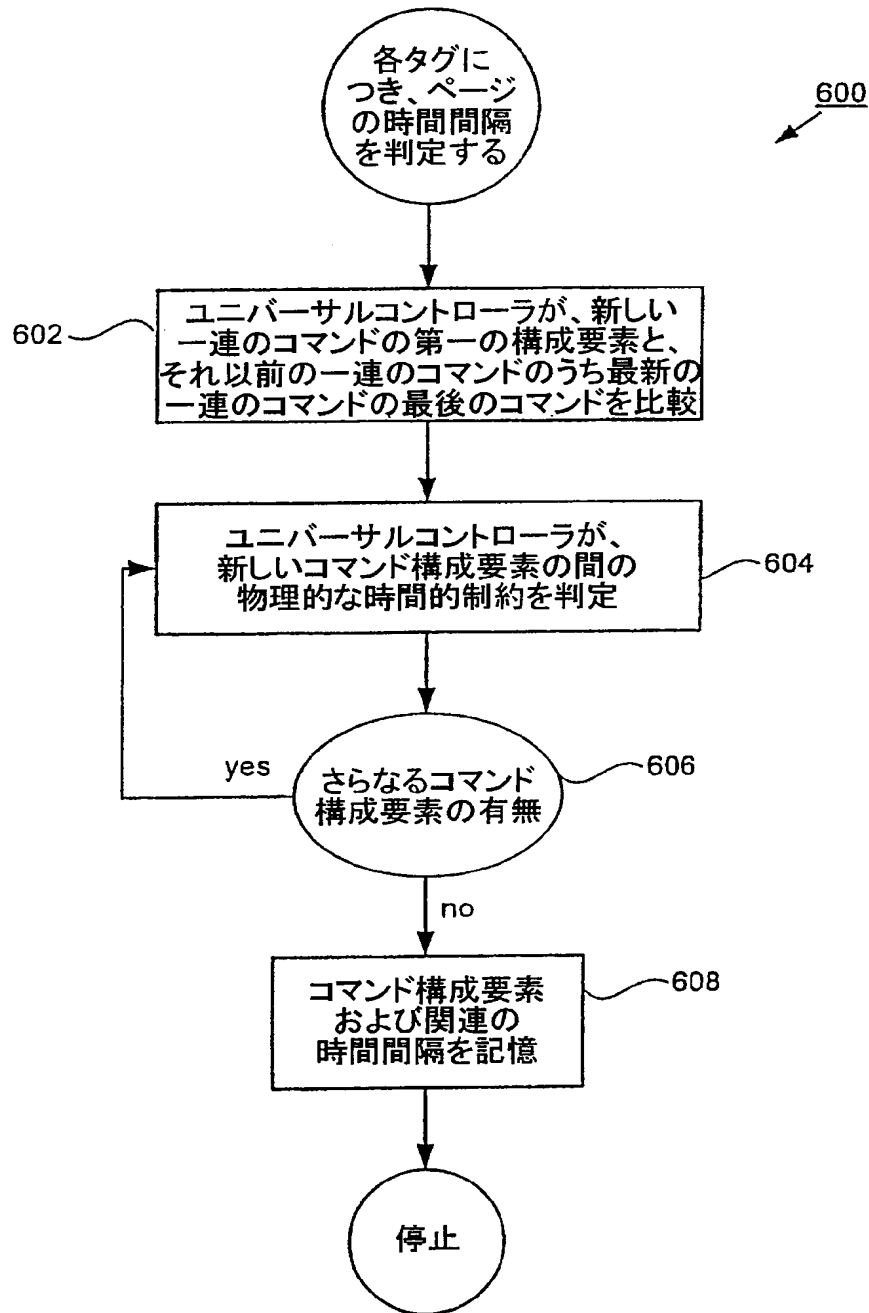 各タグに
つき、ページ
の時間間隔
を判定する
600
602
ユニバーサルコントローラが、新しい
一連のコマンドの第一の構成要素と、
それ以前の一連のコマンドのうち最新の
一連のコマンドの最後のコマンドを比較
ユニバーサルコントローラが、
新しいコマンド構成要素の間の
物理的な時間的制約を判定
604
yes
さらなるコマンド
構成要素の有無
606
no
コマンド構成要素
および関連の
時間間隔を記憶
608
停止